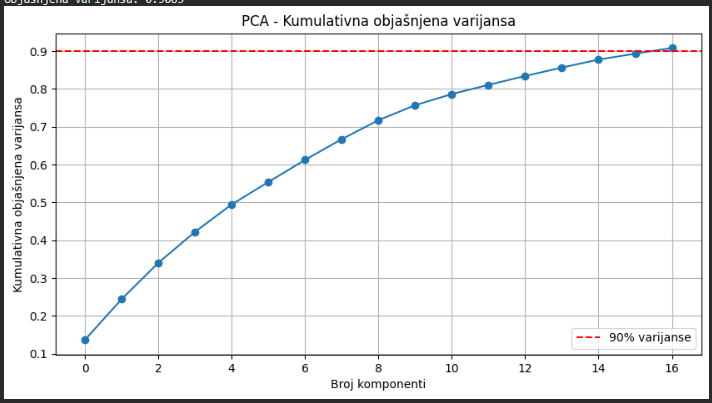 PCA - Kumulativna objašnjena varijansa
Kumulativna objašnjena varijansa
0.9
0.8
0.7
0.6
0.5
0.4
0.3
0.2
0.1
90% varijanse
0 2 4 6 8 10 12 14 16
Broj komponenti